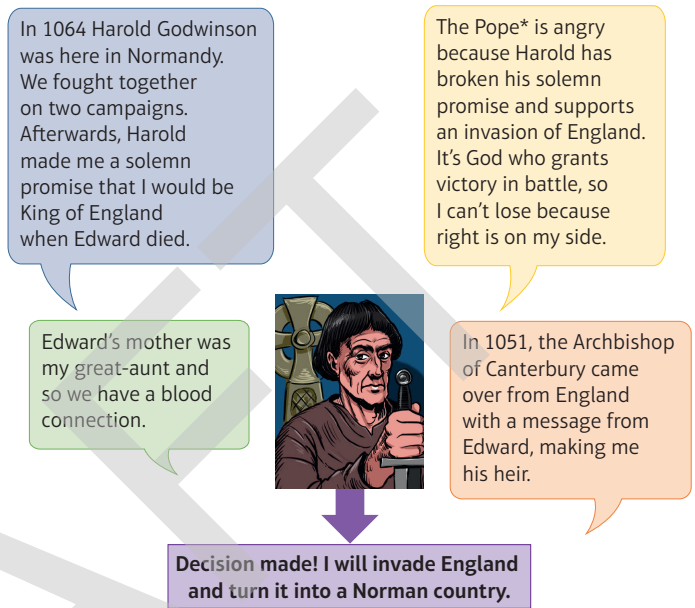 In 1064 Harold Godwinson
was here in Normandy.
We fought together
on two campaigns.
Afterwards, Harold
made me a solemn
promise that I would be
King of England
when Edward died.
The Pope* is angry
because Harold has
broken his solemn
promise and supports
an invasion of England.
It's God who grants
victory in battle, so
I can't lose because
right is on my side.
Edward's mother was
my great-aunt and
so we have a blood
connection.
In 1051, the Archbishop
of Canterbury came
over from England
with a message from
Edward, making me
his heir.
Decision made! I will invade England
and turn it into a Norman country.